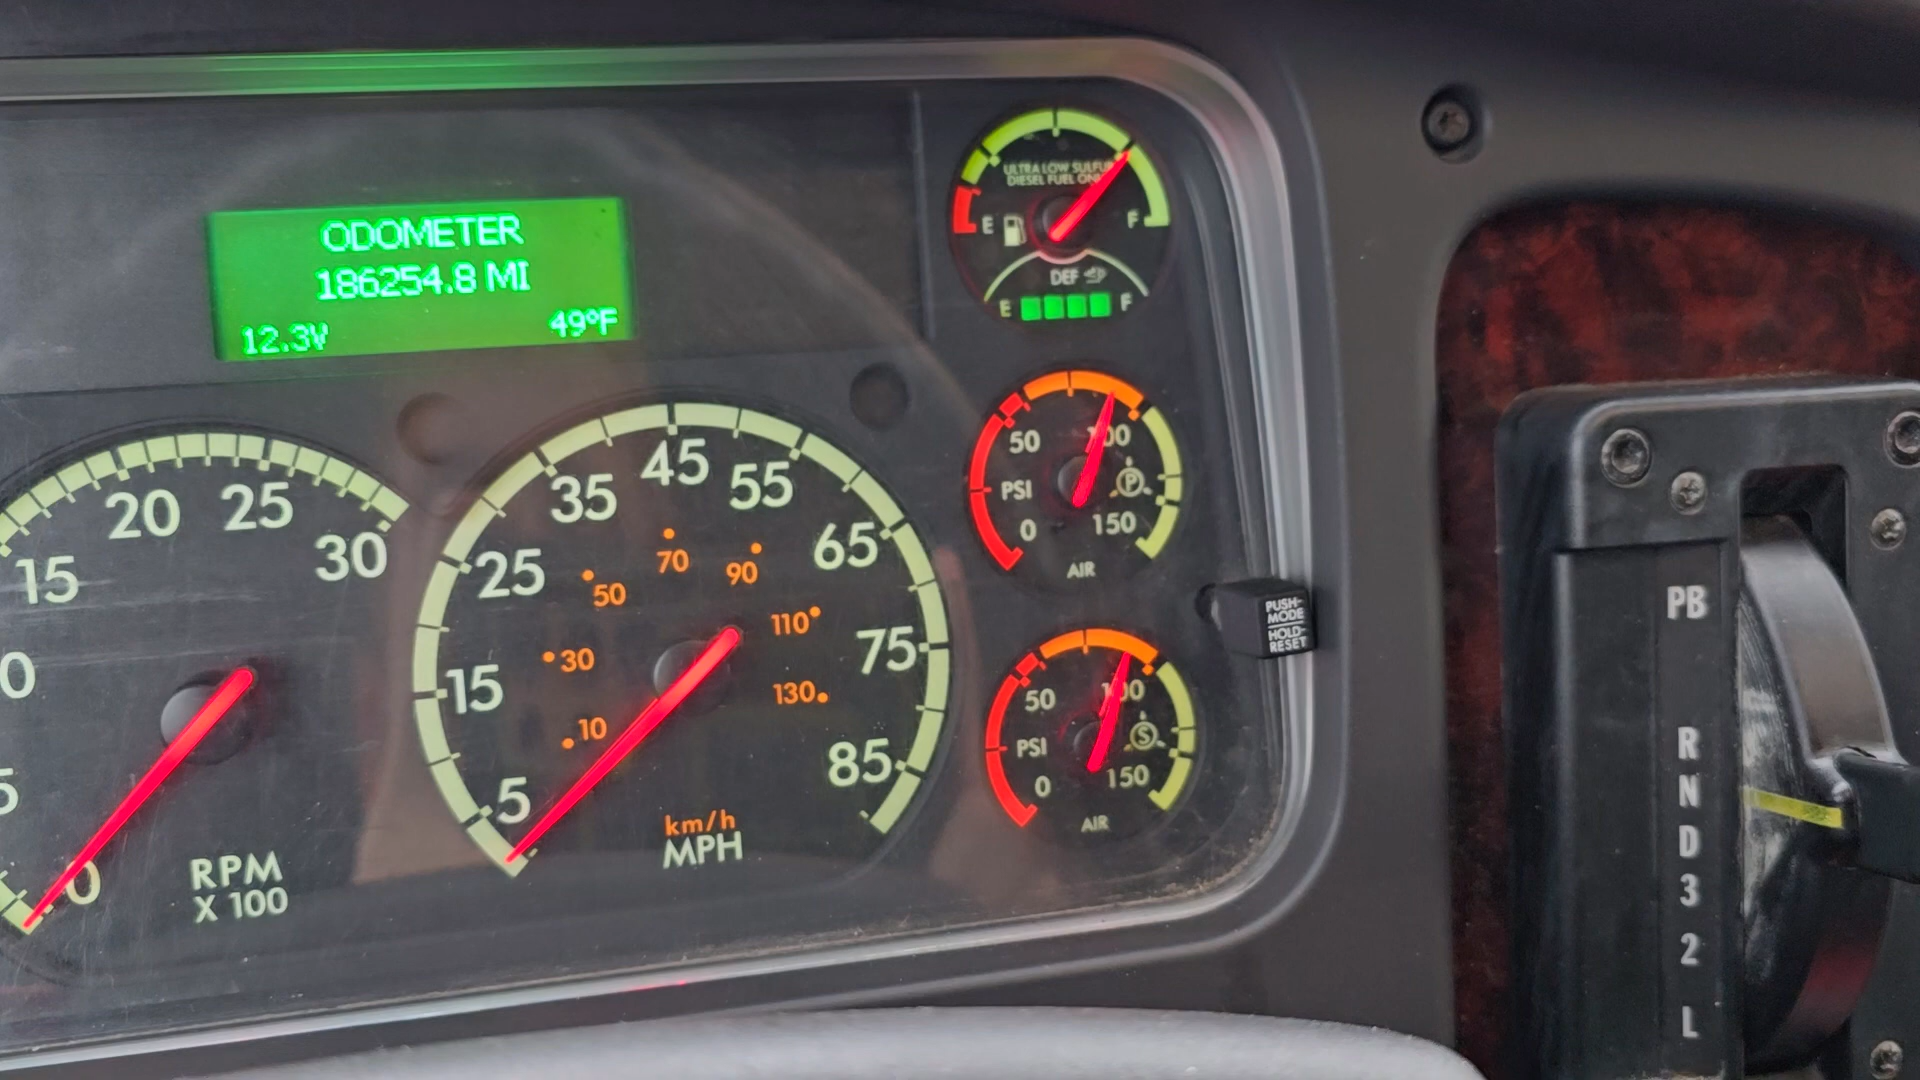 ODOMETER
186254.8 MI
12.3V 49°F
ULTRA LOW SULFUR
DIESEL FUEL ONLY
E F
DEF
E F
15 20 25 30
0
RPM
X 100
5 15 25 35 45 55 65 75 85
10 30 50 70 90 110 130
km/h
MPH
50 100
PSI P
0 150
AIR
50 100
PSI S
0 150
AIR
PUSH-
MODE
HOLD-
RESET
PB
R
N
D
3
2
L